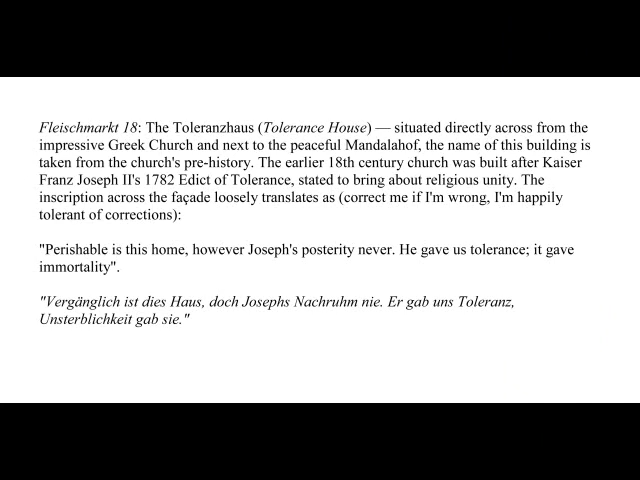 Fleischmarkt 18: The Toleranzhaus (Tolerance House) — situated directly across from the
impressive Greek Church and next to the peaceful Mandalahof, the name of this building is
taken from the church's pre-history. The earlier 18th century church was built after Kaiser
Franz Joseph II's 1782 Edict of Tolerance, stated to bring about religious unity. The
inscription across the façade loosely translates as (correct me if I'm wrong, I'm happily
tolerant of corrections):
"Perishable is this home, however Joseph's posterity never. He gave us tolerance; it gave
immortality".
"Vergänglich ist dies Haus, doch Josephs Nachruhm nie. Er gab uns Toleranz,
Unsterblichkeit gab sie."